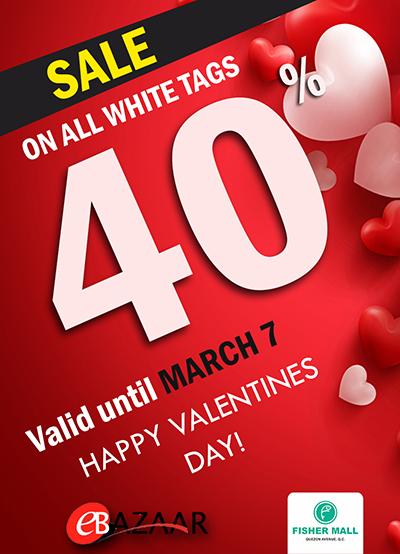 SALE
ON ALL WHITE TAGS
40%
Valid until MARCH 7
HAPPY VALENTINES
DAY!
eBAZAAR
FISHER MALL
QUEZON AVENUE, Q.C.